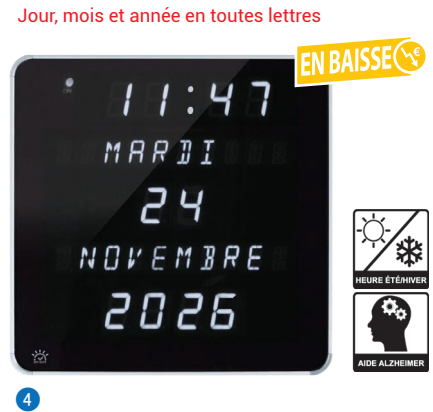 Jour, mois et année en toutes lettres
EN BAISSE €
11:47
MARDI
24
NOVEMBRE
2026
HEURE ÉTÉ/HIVER
AIDE ALZHEIMER
4